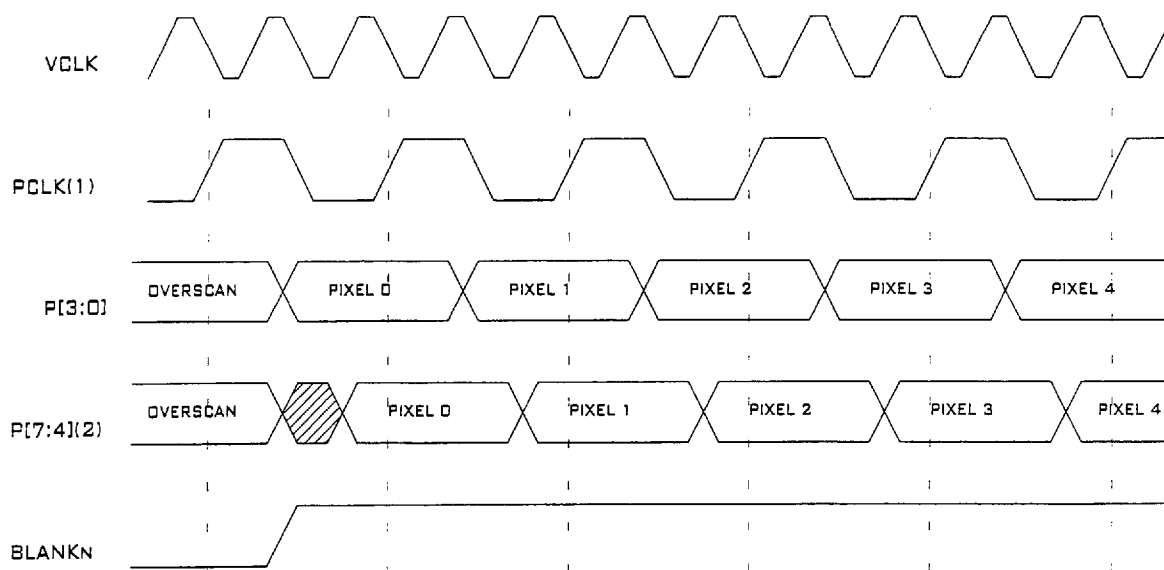 VCLK
PCLK(1)
P[3:0]
OVERSCAN PIXEL 0 PIXEL 1 PIXEL 2 PIXEL 3 PIXEL 4
P[7:4](2)
OVERSCAN PIXEL 0 PIXEL 1 PIXEL 2 PIXEL 3 PIXEL 4
BLANKN